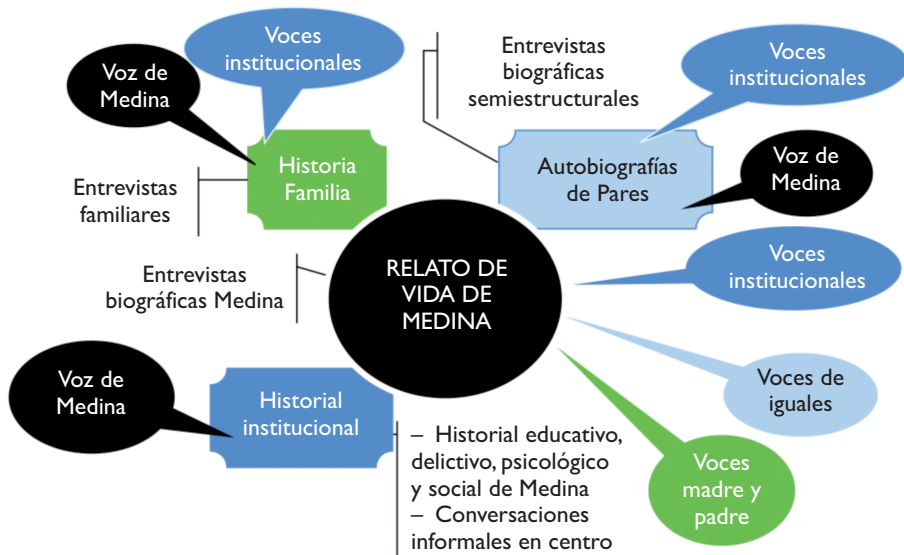 Voces
institucionales
Voz de
Medina
Historia
Familia
Entrevistas
familiares
Entrevistas
biográficas
semiestructurales
Voces
institucionales
Autobiografías
de Pares
Voz de
Medina
Entrevistas
biográficas Medina
RELATO DE
VIDA DE
MEDINA
Voces
institucionales
Voces de
iguales
Voces
madre y
padre
Voz de
Medina
Historial
institucional
– Historial educativo,
delictivo, psicológico
y social de Medina
– Conversaciones
informales en centro